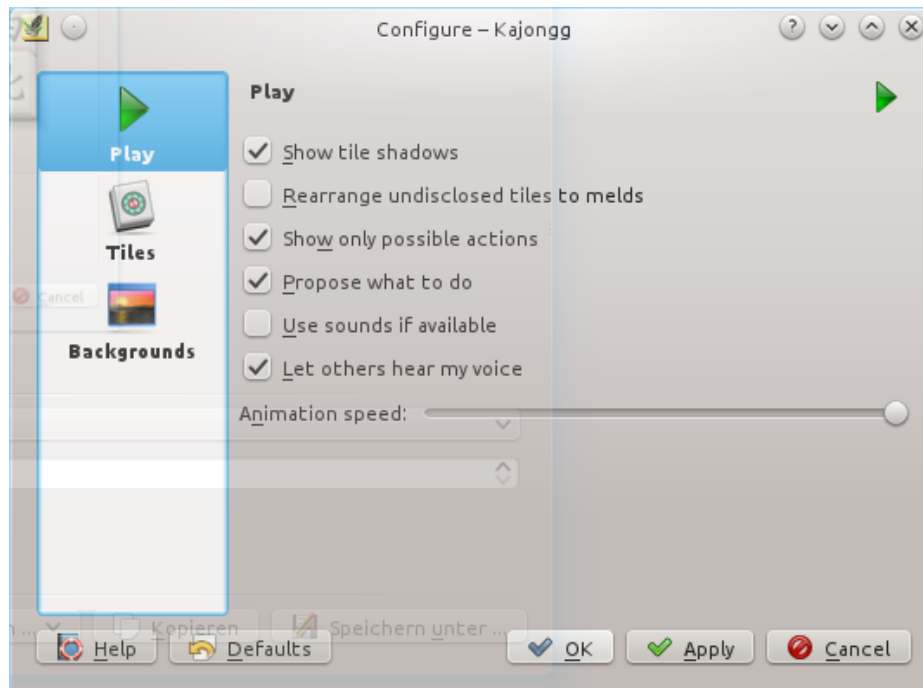 Configure – Kajongg
Play
Tiles
Backgrounds
Play
Show tile shadows
Rearrange undisclosed tiles to melds
Show only possible actions
Propose what to do
Use sounds if available
Let others hear my voice
Animation speed:
Cancel
Kopieren
Speichern unter ...
Help
Defaults
OK
Apply
Cancel